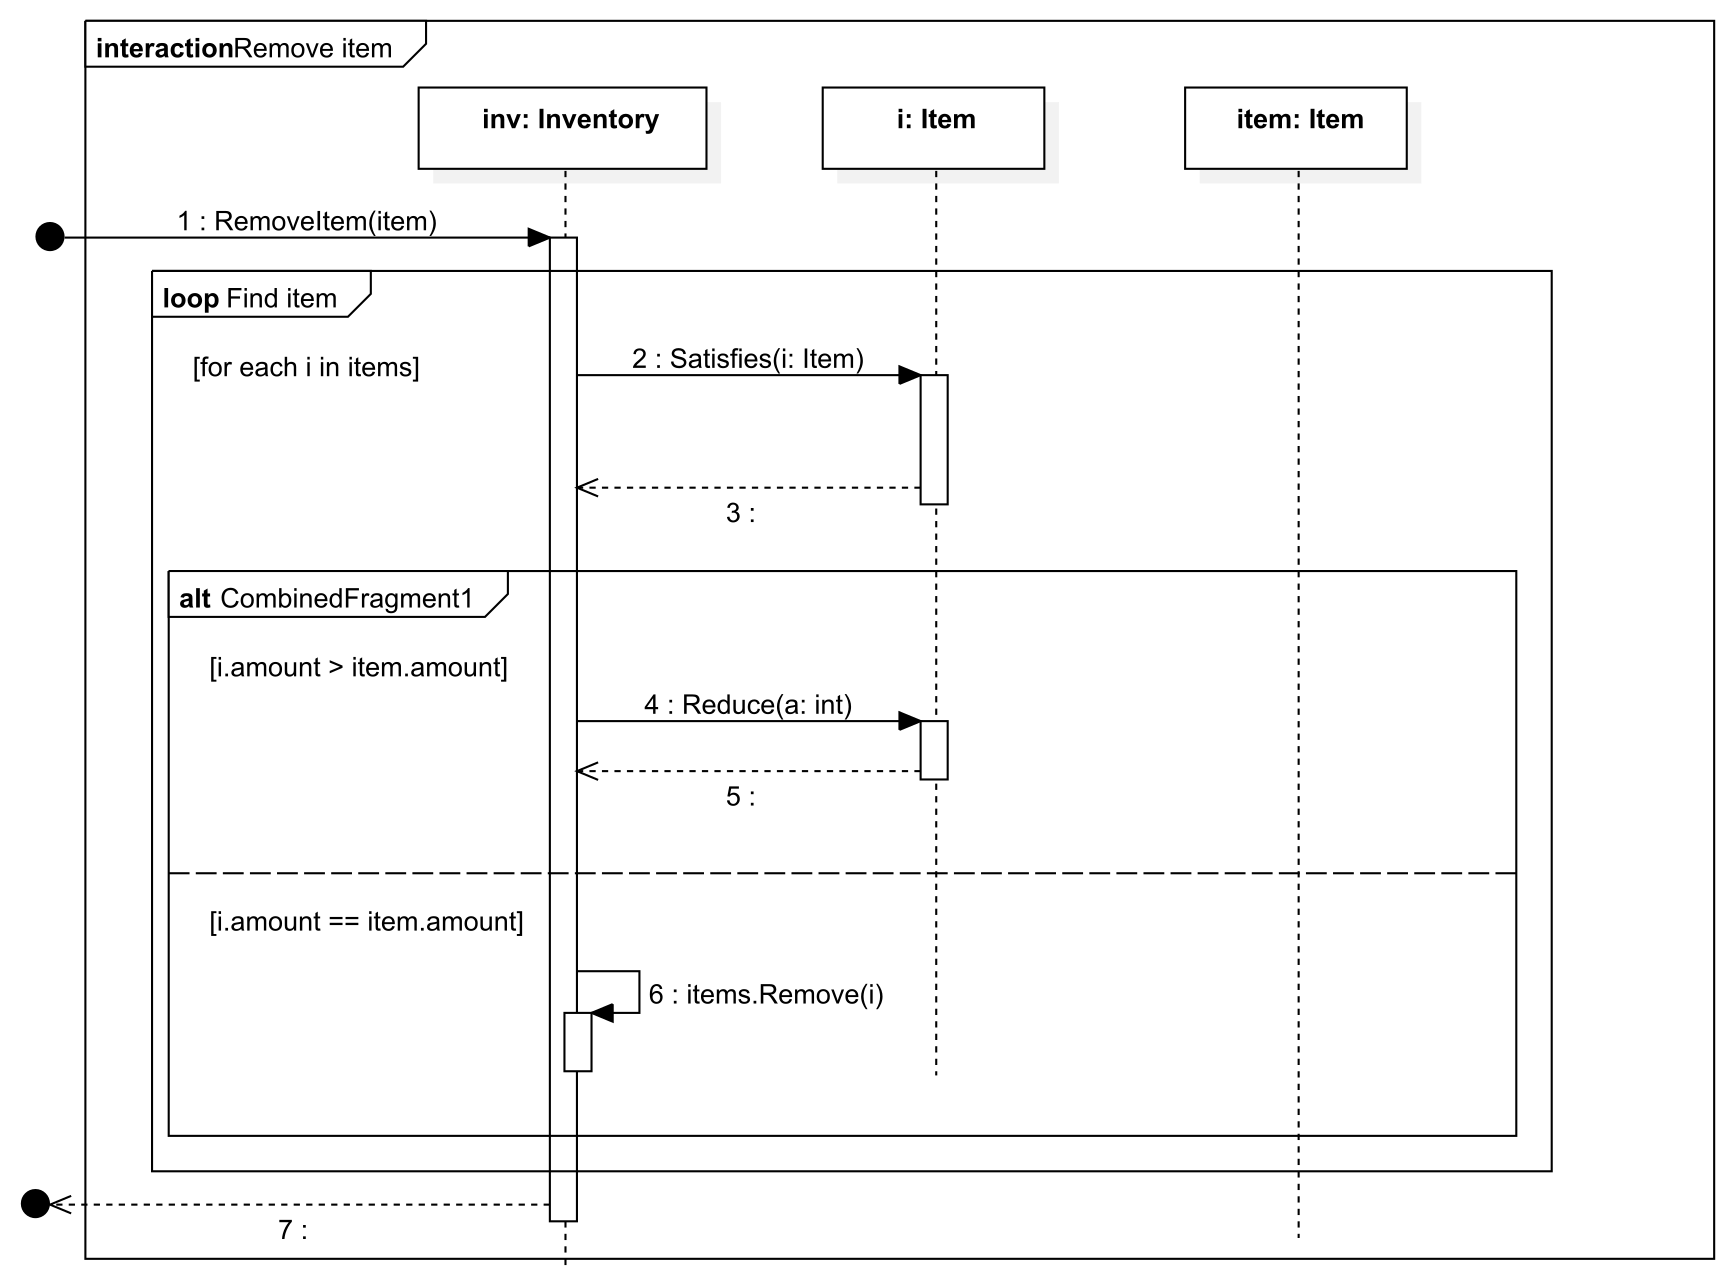 interactionRemove item
inv: Inventory
i: Item
item: Item
1 : RemoveItem(item)
loop Find item
[for each i in items]
2 : Satisfies(i: Item)
3 :
alt CombinedFragment1
[i.amount > item.amount]
4 : Reduce(a: int)
5 :
[i.amount == item.amount]
6 : items.Remove(i)
7 :